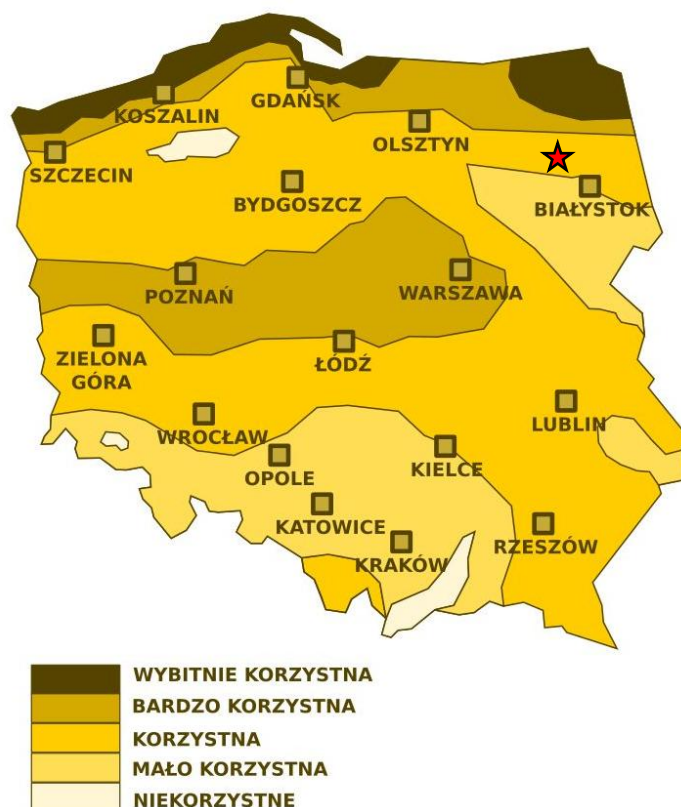 KOSZALIN
GDAŃSK
OLSZTYN
SZCZECIN
BYDGOSZCZ
BIAŁYSTOK
POZNAŃ
WARSZAWA
ZIELONA
GÓRA
ŁÓDŹ
WROCŁAW
LUBLIN
OPOLE
KIELCE
KATOWICE
KRAKÓW
RZESZÓW
WYBITNIE KORZYSTNA
BARDZO KORZYSTNA
KORZYSTNA
MAŁO KORZYSTNA
NIEKORZYSTNE